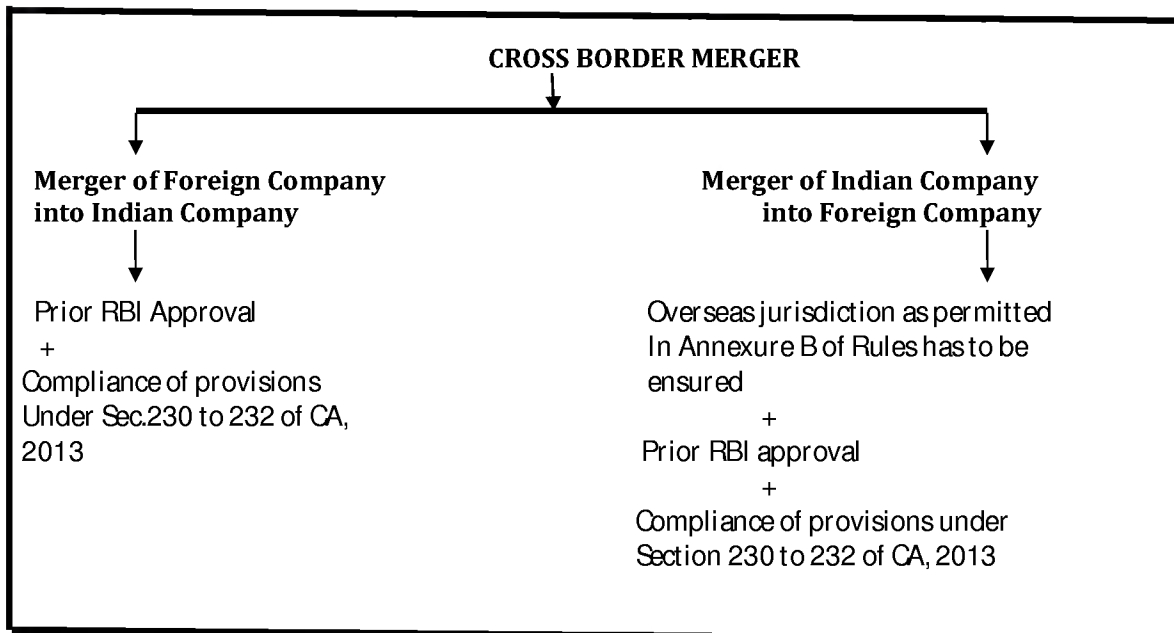 CROSS BORDER MERGER
Merger of Foreign Company
into Indian Company
Prior RBI Approval
+
Compliance of provisions
Under Sec.230 to 232 of CA,
2013
Merger of Indian Company
into Foreign Company
Overseas jurisdiction as permitted
In Annexure B of Rules has to be
ensured
+
Prior RBI approval
+
Compliance of provisions under
Section 230 to 232 of CA, 2013